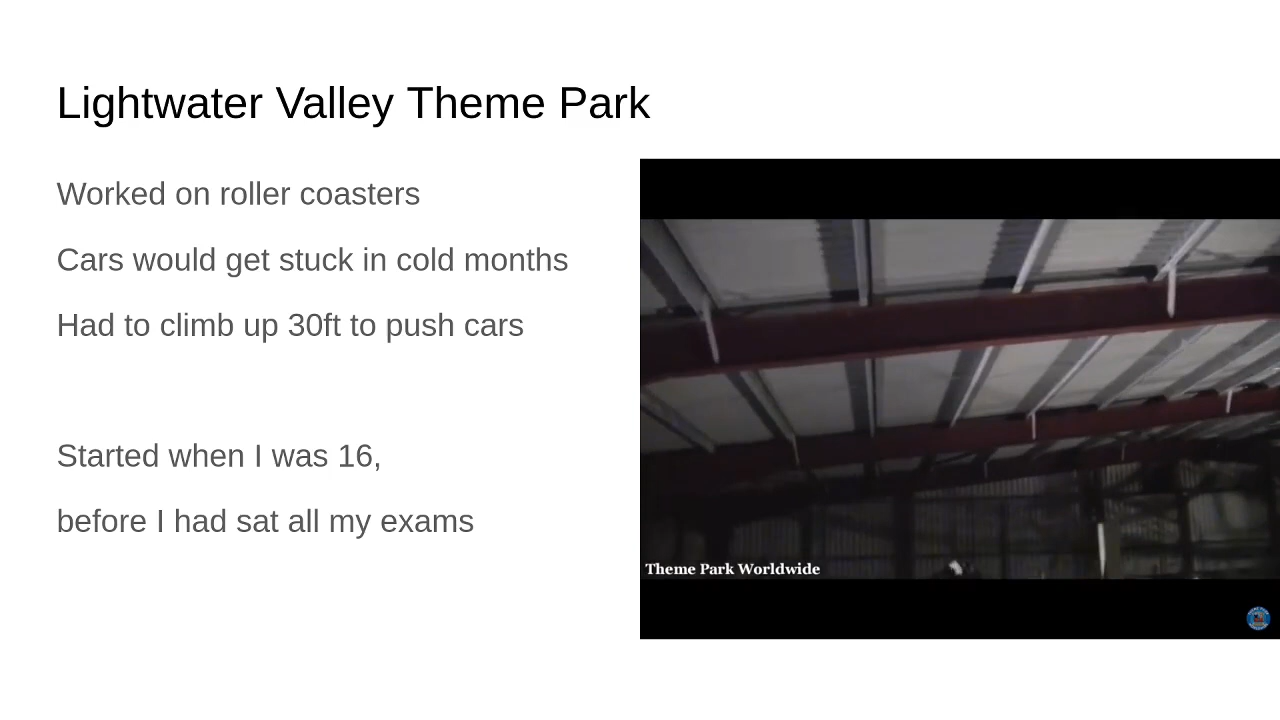 Lightwater Valley Theme Park
Worked on roller coasters
Cars would get stuck in cold months
Had to climb up 30ft to push cars
Started when I was 16,
before I had sat all my exams
Theme Park Worldwide